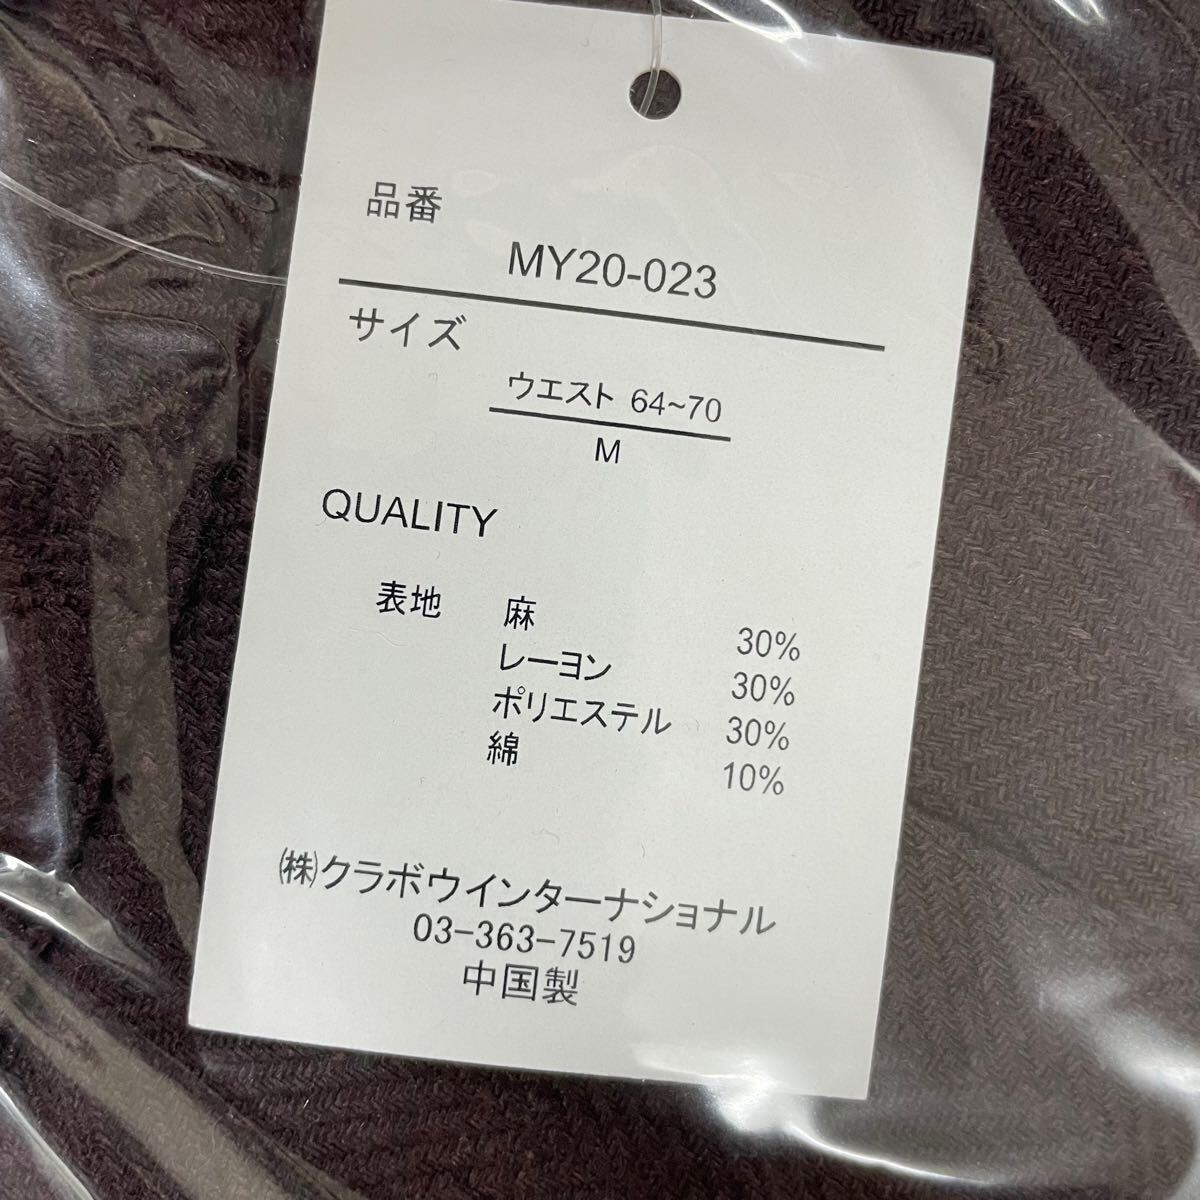 品番
MY20-023
サイズ
ウエスト 64~70
M
QUALITY
表地 麻 30%
レーヨン 30%
ポリエステル 30%
綿 10%
㈱クラボウインターナショナル
03-363-7519
中国製